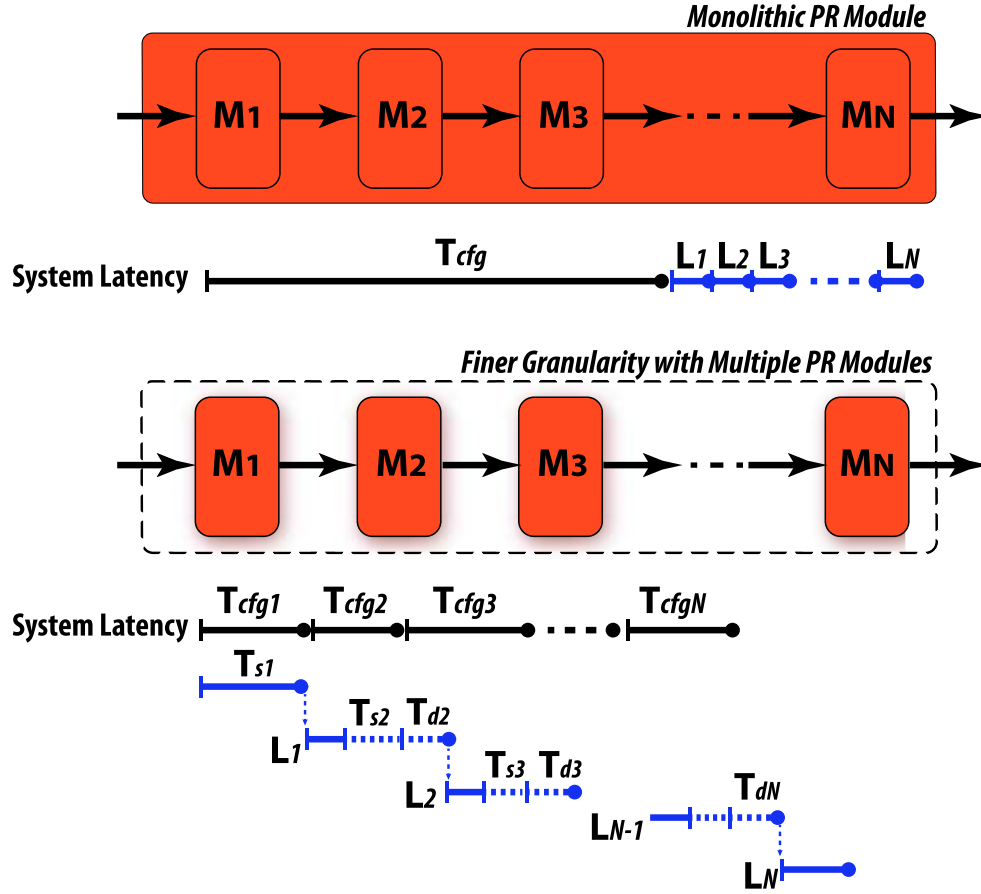 Monolithic PR Module
M1 M2 M3 MN
Tcfg
System Latency L1 L2 L3 LN
Finer Granularity with Multiple PR Modules
M1 M2 M3 MN
Tcfg1 Tcfg2 Tcfg3 TcfgN
System Latency
Ts1
Ts2 Td2
L1
Ts3 Td3
L2
TdN
LN-1
LN